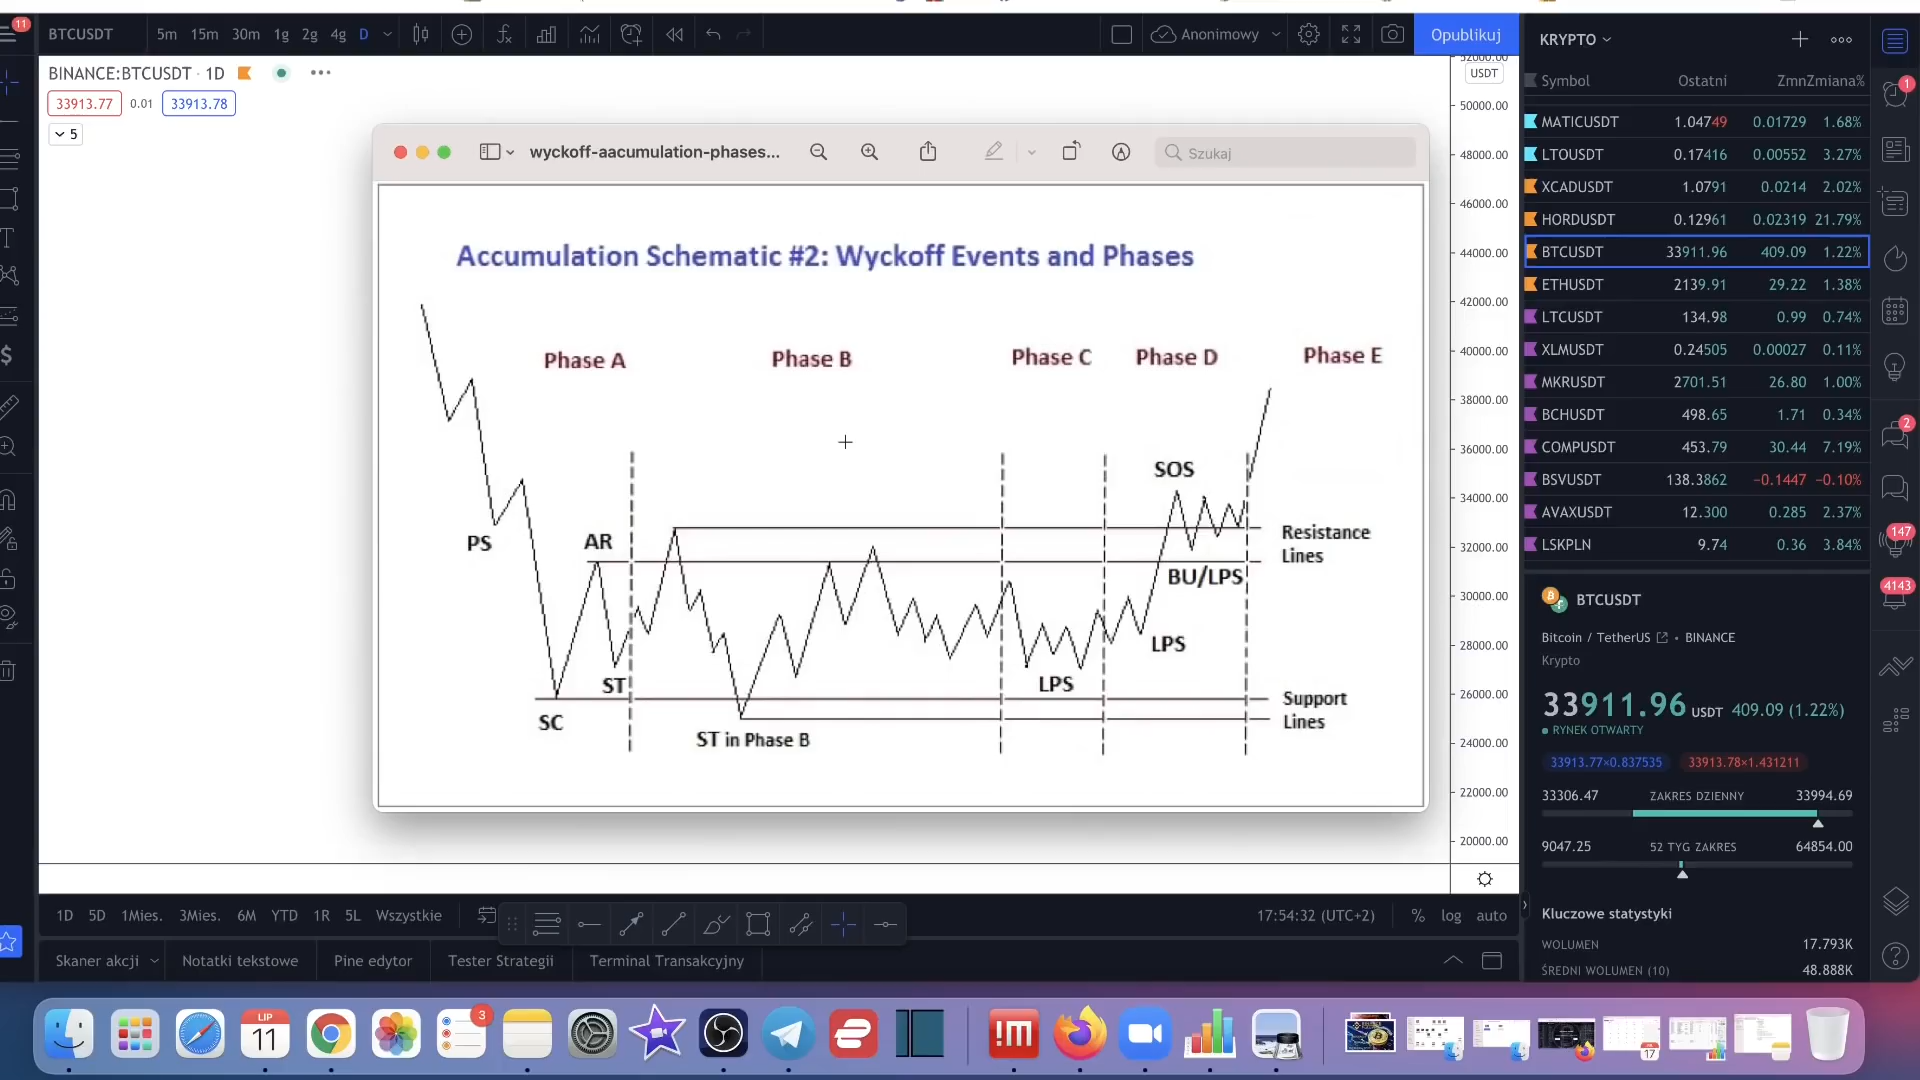 11
BTCUSDT
5m 15m 30m 1g 2g 4g D
Anonimowy
Opublikuj
BINANCE:BTCUSDT · 1D
33913.77 0.01 33913.78
5
wyckoff-aacumulation-phases...
Szukaj
Accumulation Schematic #2: Wyckoff Events and Phases
Phase A
Phase B
Phase C
Phase D
Phase E
PS
AR
SC
ST
ST in Phase B
LPS
LPS
SOS
BU/LPS
Resistance
Lines
Support
Lines
USDT
52000.00
50000.00
48000.00
46000.00
44000.00
42000.00
40000.00
38000.00
36000.00
34000.00
32000.00
30000.00
28000.00
26000.00
24000.00
22000.00
20000.00
1D 5D 1Mies. 3Mies. 6M YTD 1R 5L Wszystkie
17:54:32 (UTC+2) % log auto
Skaner akcji Notatki tekstowe Pine edytor Tester Strategii Terminal Transakcyjny
KRYPTO
Symbol Ostatni Zmn Zmiana%
MATICUSDT 1.04749 0.01729 1.68%
LTOUSDT 0.17416 0.00552 3.27%
XCADUSDT 1.0791 0.0214 2.02%
HORDUSDT 0.12961 0.02319 21.79%
BTCUSDT 33911.96 409.09 1.22%
ETHUSDT 2139.91 29.22 1.38%
LTCUSDT 134.98 0.99 0.74%
XLMUSDT 0.24505 0.00027 0.11%
MKRUSDT 2701.51 26.80 1.00%
BCHUSDT 498.65 1.71 0.34%
COMPUSDT 453.79 30.44 7.19%
BSVUSDT 138.3862 −0.1447 −0.10%
AVAXUSDT 12.300 0.285 2.37%
LSKPLN 9.74 0.36 3.84%
BTCUSDT
Bitcoin / TetherUS • BINANCE
Krypto
33911.96 USDT 409.09 (1.22%)
RYNEK OTWARTY
33913.77×0.837535 33913.78×1.431211
33306.47 ZAKRES DZIENNY 33994.69
9047.25 52 TYG ZAKRES 64854.00
Kluczowe statystyki
WOLUMEN 17.793K
ŚREDNI WOLUMEN (10) 48.888K
1
2
147
4143
LIP
11
3
!M
17